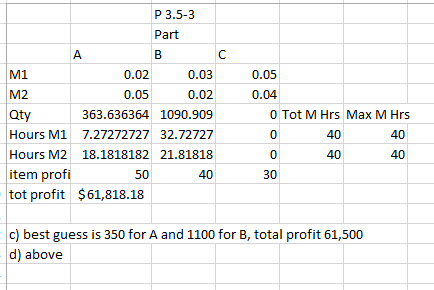 P 3.5-3
Part
A B C
M1 0.02 0.03 0.05
M2 0.05 0.02 0.04
Qty 363.636364 1090.909 0 Tot M Hrs Max M Hrs
Hours M1 7.27272727 32.72727 0 40 40
Hours M2 18.1818182 21.81818 0 40 40
item profi 50 40 30
tot profit $61,818.18
c) best guess is 350 for A and 1100 for B, total profit 61,500
d) above